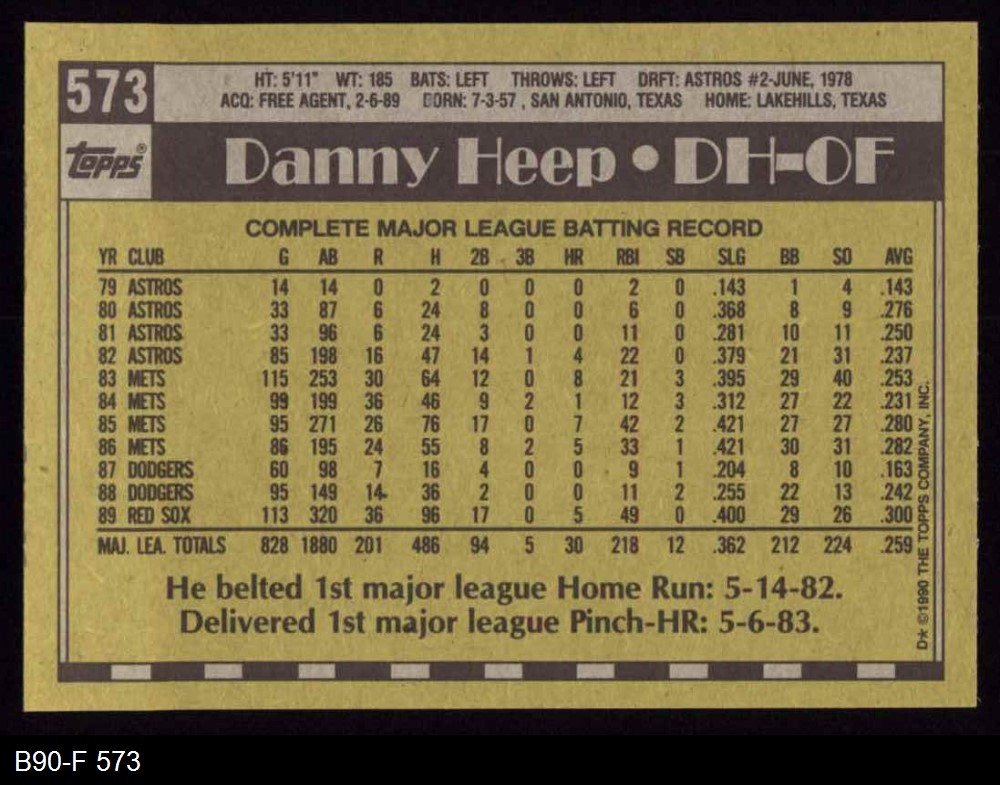 573
HT: 5'11" WT: 185 BATS: LEFT THROWS: LEFT DRFT: ASTROS #2-JUNE, 1978
ACQ: FREE AGENT, 2-6-89 BORN: 7-3-57 , SAN ANTONIO, TEXAS HOME: LAKEHILLS, TEXAS
TOPPS®
Danny Heep • DH-OF
COMPLETE MAJOR LEAGUE BATTING RECORD
YR CLUB G AB R H 2B 3B HR RBI SB SLG BB SO AVG
79 ASTROS 14 14 0 2 0 0 0 2 0 .143 1 4 .143
80 ASTROS 33 87 6 24 8 0 0 6 0 .368 8 9 .276
81 ASTROS 33 96 6 24 3 0 0 11 0 .281 10 11 .250
82 ASTROS 85 198 16 47 14 1 4 22 0 .379 21 31 .237
83 METS 115 253 30 64 12 0 8 21 3 .395 29 40 .253
84 METS 99 199 36 46 9 2 1 12 3 .312 27 22 .231
85 METS 95 271 26 76 17 0 7 42 2 .421 27 27 .280
86 METS 86 195 24 55 8 2 5 33 1 .421 30 31 .282
87 DODGERS 60 98 7 16 4 0 0 9 1 .204 8 10 .163
88 DODGERS 95 149 14 36 2 0 0 11 2 .255 22 13 .242
89 RED SOX 113 320 36 96 17 0 5 49 0 .400 29 26 .300
MAJ. LEA. TOTALS 828 1880 201 486 94 5 30 218 12 .362 212 224 .259
He belted 1st major league Home Run: 5-14-82.
Delivered 1st major league Pinch-HR: 5-6-83.
D* ©1990 THE TOPPS COMPANY, INC.
B90-F 573